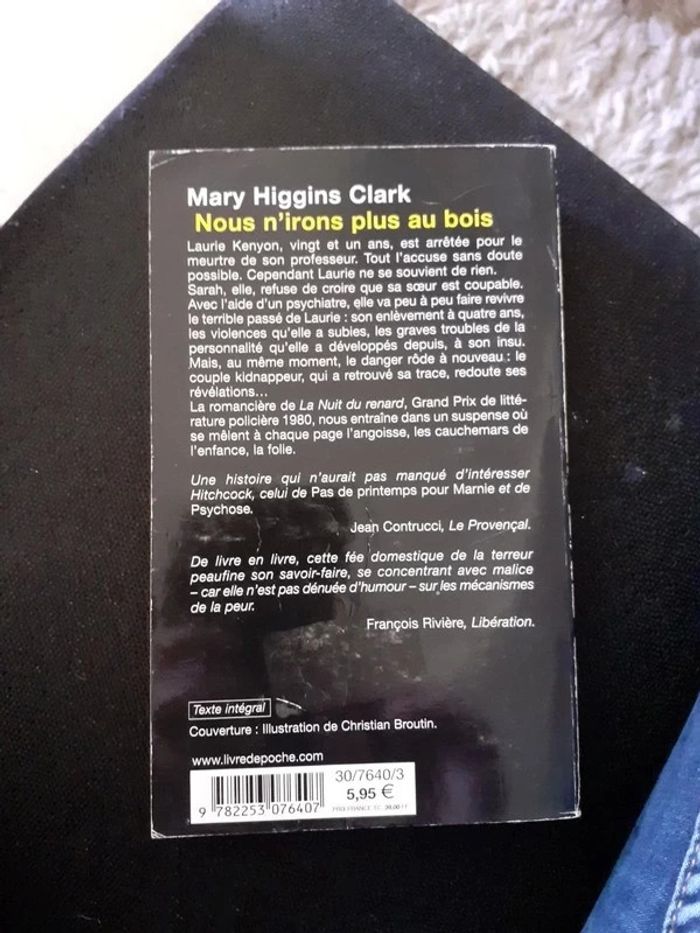 Mary Higgins Clark
Nous n'irons plus au bois
Laurie Kenyon, vingt et un ans, est arrêtée pour le
meurtre de son professeur. Tout l'accuse sans doute
possible. Cependant Laurie ne se souvient de rien.
Sarah, elle, refuse de croire que sa sœur est coupable.
Avec l'aide d'un psychiatre, elle va peu à peu faire revivre
le terrible passé de Laurie : son enlèvement à quatre ans,
les violences qu'elle a subies, les graves troubles de la
personnalité qu'elle a développés depuis, à son insu.
Mais, au même moment, le danger rôde à nouveau : le
couple kidnappeur, qui a retrouvé sa trace, redoute ses
révélations...
La romancière de La Nuit du renard, Grand Prix de litté-
rature policière 1980, nous entraîne dans un suspense où
se mêlent à chaque page l'angoisse, les cauchemars de
l'enfance, la folie.
Une histoire qui n'aurait pas manqué d'intéresser
Hitchcock, celui de Pas de printemps pour Marnie et de
Psychose.
Jean Contrucci, Le Provençal.
De livre en livre, cette fée domestique de la terreur
peaufine son savoir-faire, se concentrant avec malice
– car elle n'est pas dénuée d'humour – sur les mécanismes
de la peur.
François Rivière, Libération.
Texte intégral
Couverture : Illustration de Christian Broutin.
www.livredepoche.com
30/7640/3
5,95 €
9 782253 076407